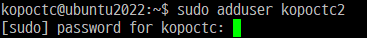 kopoctc@ubuntu2022:~$ sudo adduser kopoctc2
[sudo] password for kopoctc: